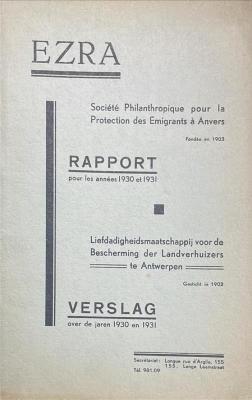 EZRA
Société Philanthropique pour la
Protection des Emigrants à Anvers
Fondée en 1903
RAPPORT
pour les années 1930 et 1931
Liefdadigheidsmaatschappij voor de
Bescherming der Landverhuizers
te Antwerpen
Gesticht in 1903
VERSLAG
over de jaren 1930 en 1931
Secrétariat: Longue rue d'Argile, 155
155, Lange Leemstraat
Tél. 981.09